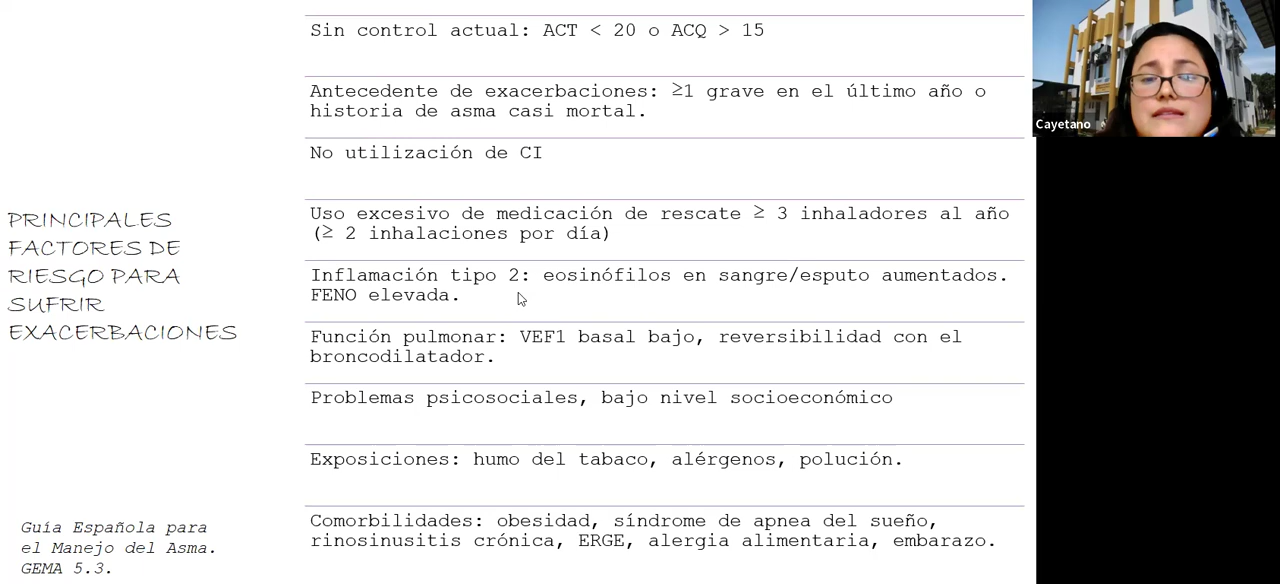 PRINCIPALES
FACTORES DE
RIESGO PARA
SUFRIR
EXACERBACIONES
Sin control actual: ACT < 20 o ACQ > 15
Antecedente de exacerbaciones: ≥1 grave en el último año o
historia de asma casi mortal.
No utilización de CI
Uso excesivo de medicación de rescate ≥ 3 inhaladores al año
(≥ 2 inhalaciones por día)
Inflamación tipo 2: eosinófilos en sangre/esputo aumentados.
FENO elevada.
Función pulmonar: VEF1 basal bajo, reversibilidad con el
broncodilatador.
Problemas psicosociales, bajo nivel socioeconómico
Exposiciones: humo del tabaco, alérgenos, polución.
Comorbilidades: obesidad, síndrome de apnea del sueño,
rinosinusitis crónica, ERGE, alergia alimentaria, embarazo.
Guía Española para
el Manejo del Asma.
GEMA 5.3.
Cayetano